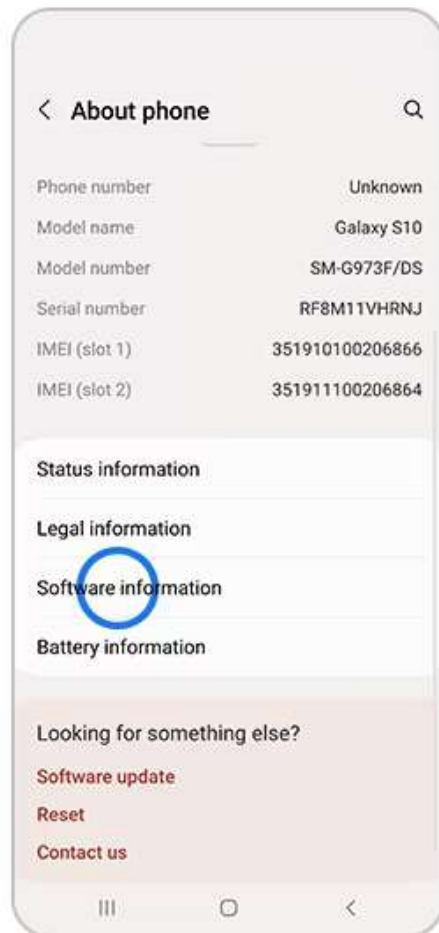 About phone
Phone number Unknown
Model name Galaxy S10
Model number SM-G973F/DS
Serial number RF8M11VHRNJ
IMEI (slot 1) 351910100206866
IMEI (slot 2) 351911100206864
Status information
Legal information
Software information
Battery information
Looking for something else?
Software update
Reset
Contact us